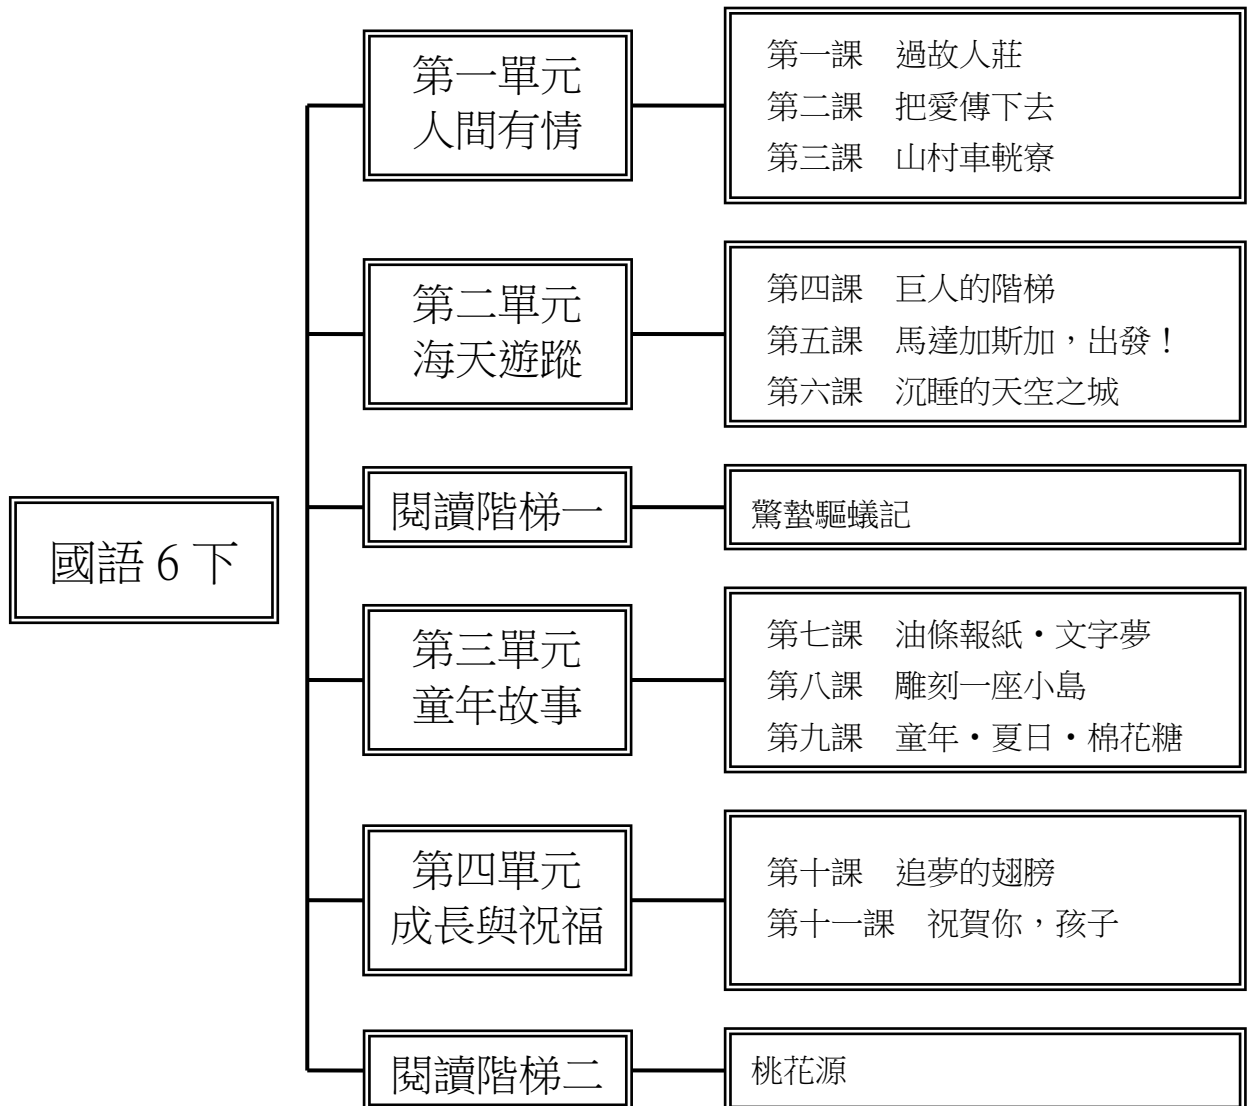 國語 6 下
第一單元
人間有情
第一課　過故人莊
第二課　把愛傳下去
第三課　山村車輄寮
第二單元
海天遊蹤
第四課　巨人的階梯
第五課　馬達加斯加，出發！
第六課　沉睡的天空之城
閱讀階梯一
驚蟄驅蟻記
第三單元
童年故事
第七課　油條報紙・文字夢
第八課　雕刻一座小島
第九課　童年・夏日・棉花糖
第四單元
成長與祝福
第十課　追夢的翅膀
第十一課　祝賀你，孩子
閱讀階梯二
桃花源